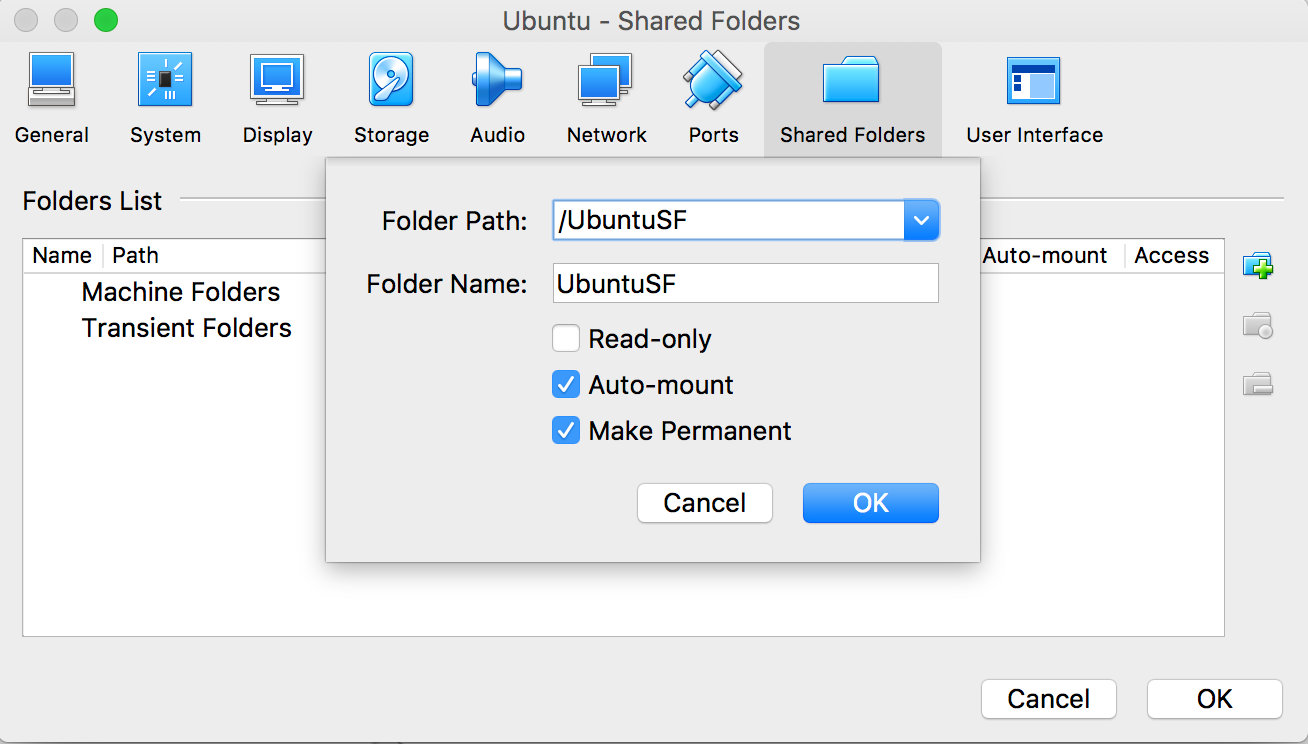 Ubuntu - Shared Folders
General System Display Storage Audio Network Ports Shared Folders User Interface
Folders List
Name Path Auto-mount Access
Machine Folders
Transient Folders
Folder Path: /UbuntuSF
Folder Name: UbuntuSF
Read-only
Auto-mount
Make Permanent
Cancel OK
Cancel OK